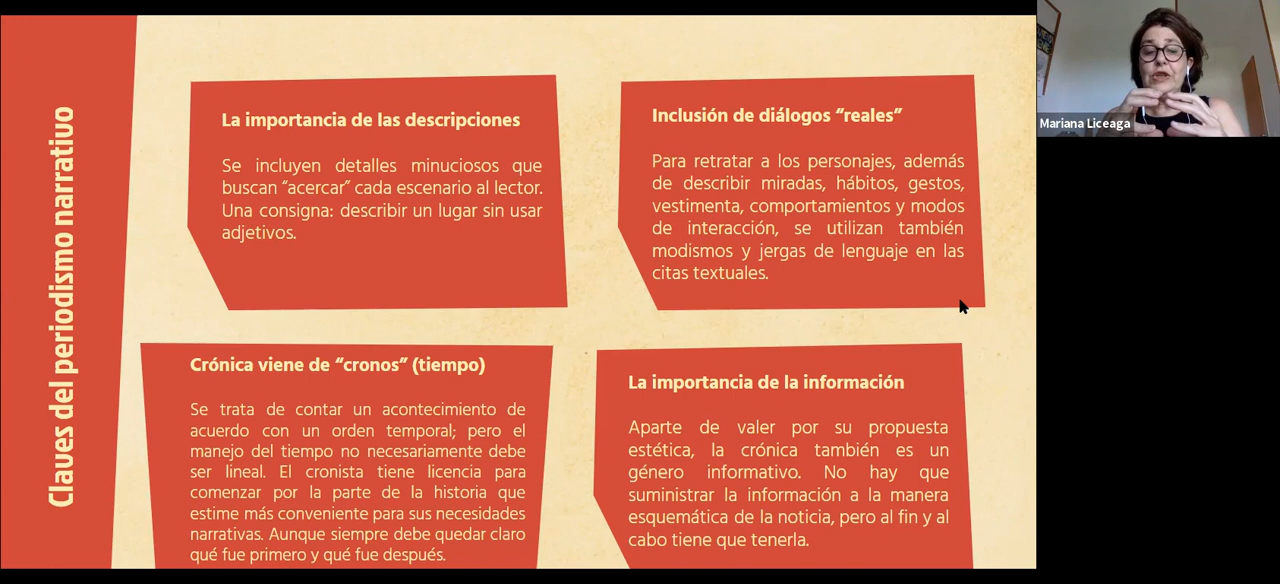 Claves del periodismo narrativo
La importancia de las descripciones
Se incluyen detalles minuciosos que
buscan “acercar” cada escenario al lector.
Una consigna: describir un lugar sin usar
adjetivos.
Inclusión de diálogos “reales”
Para retratar a los personajes, además
de describir miradas, hábitos, gestos,
vestimenta, comportamientos y modos
de interacción, se utilizan también
modismos y jergas de lenguaje en las
citas textuales.
Crónica viene de “cronos” (tiempo)
Se trata de contar un acontecimiento de
acuerdo con un orden temporal; pero el
manejo del tiempo no necesariamente debe
ser lineal. El cronista tiene licencia para
comenzar por la parte de la historia que
estime más conveniente para sus necesidades
narrativas. Aunque siempre debe quedar claro
qué fue primero y qué fue después.
La importancia de la información
Aparte de valer por su propuesta
estética, la crónica también es un
género informativo. No hay que
suministrar la información a la manera
esquemática de la noticia, pero al fin y al
cabo tiene que tenerla.
Mariana Liceaga